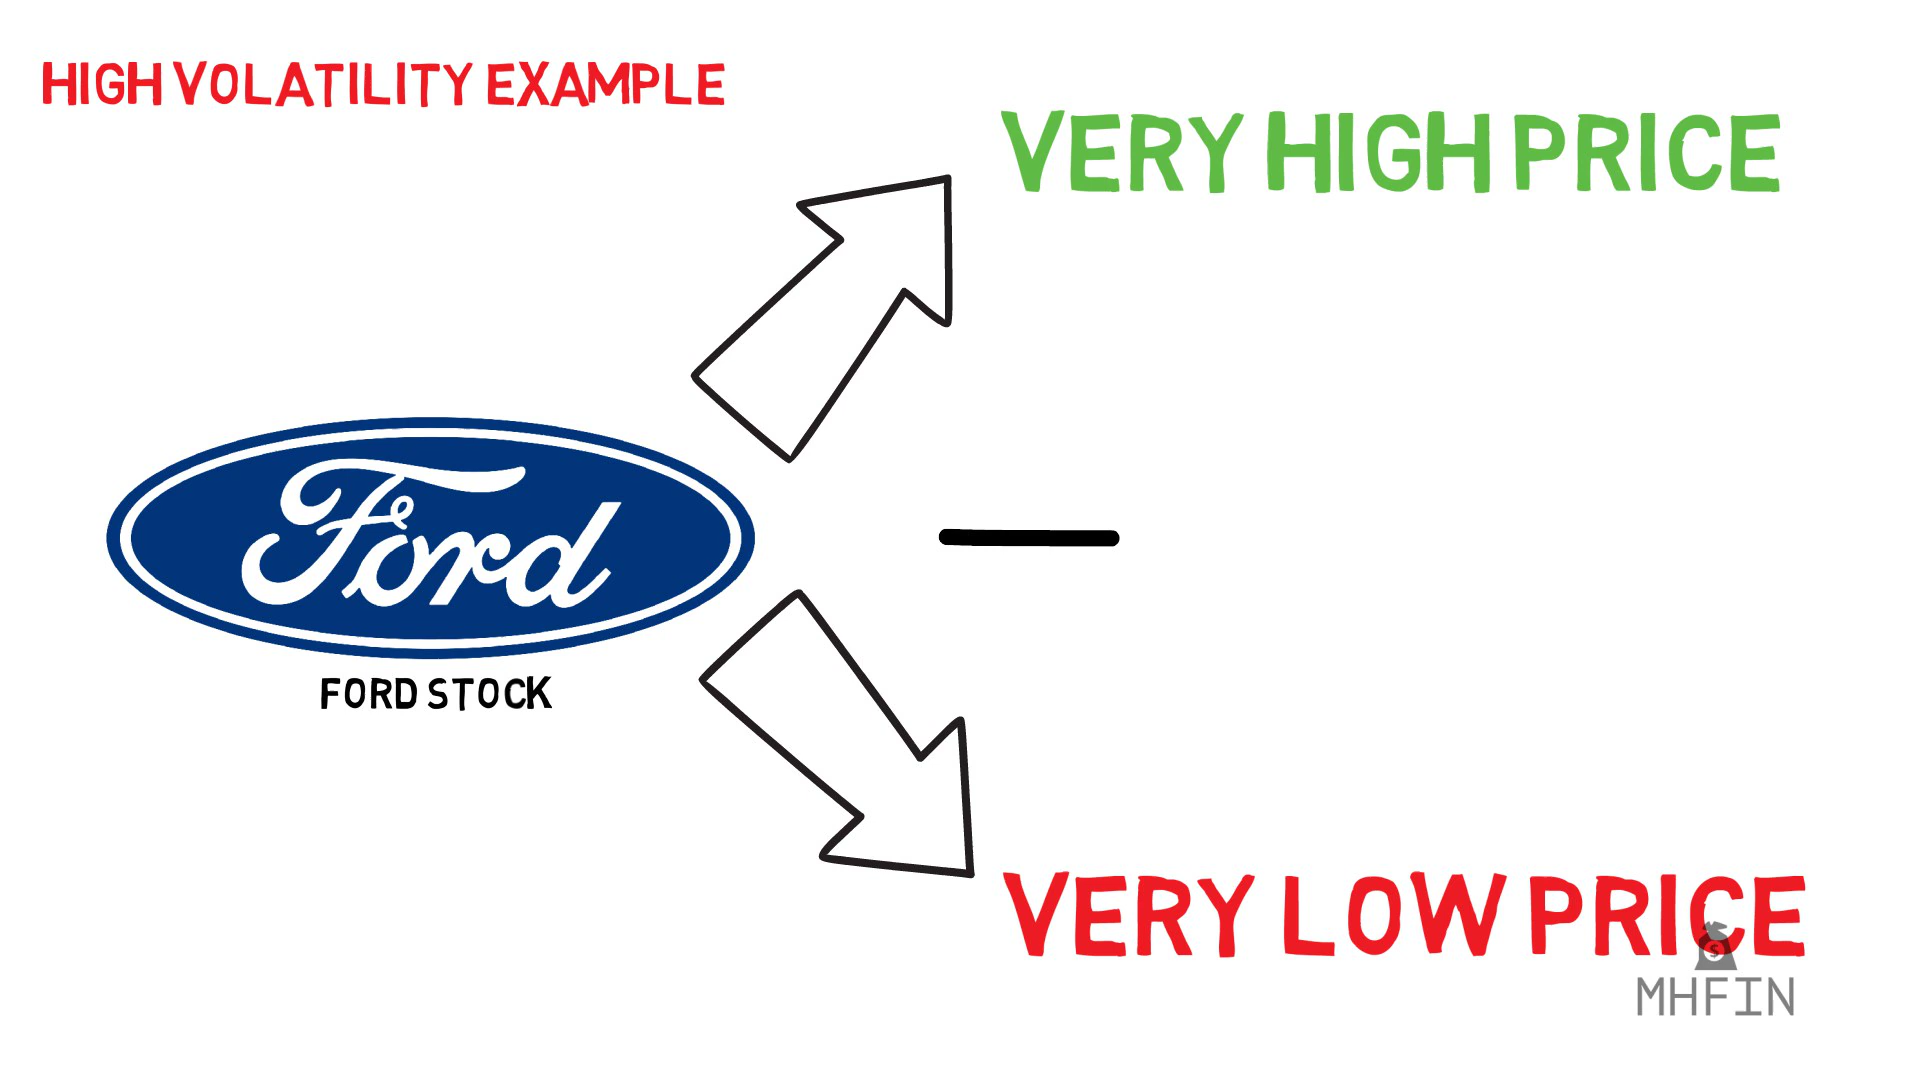 HIGH VOLATILITY EXAMPLE
VERY HIGH PRICE
Ford
FORD STOCK
VERY LOW PRICE
$
MHFIN